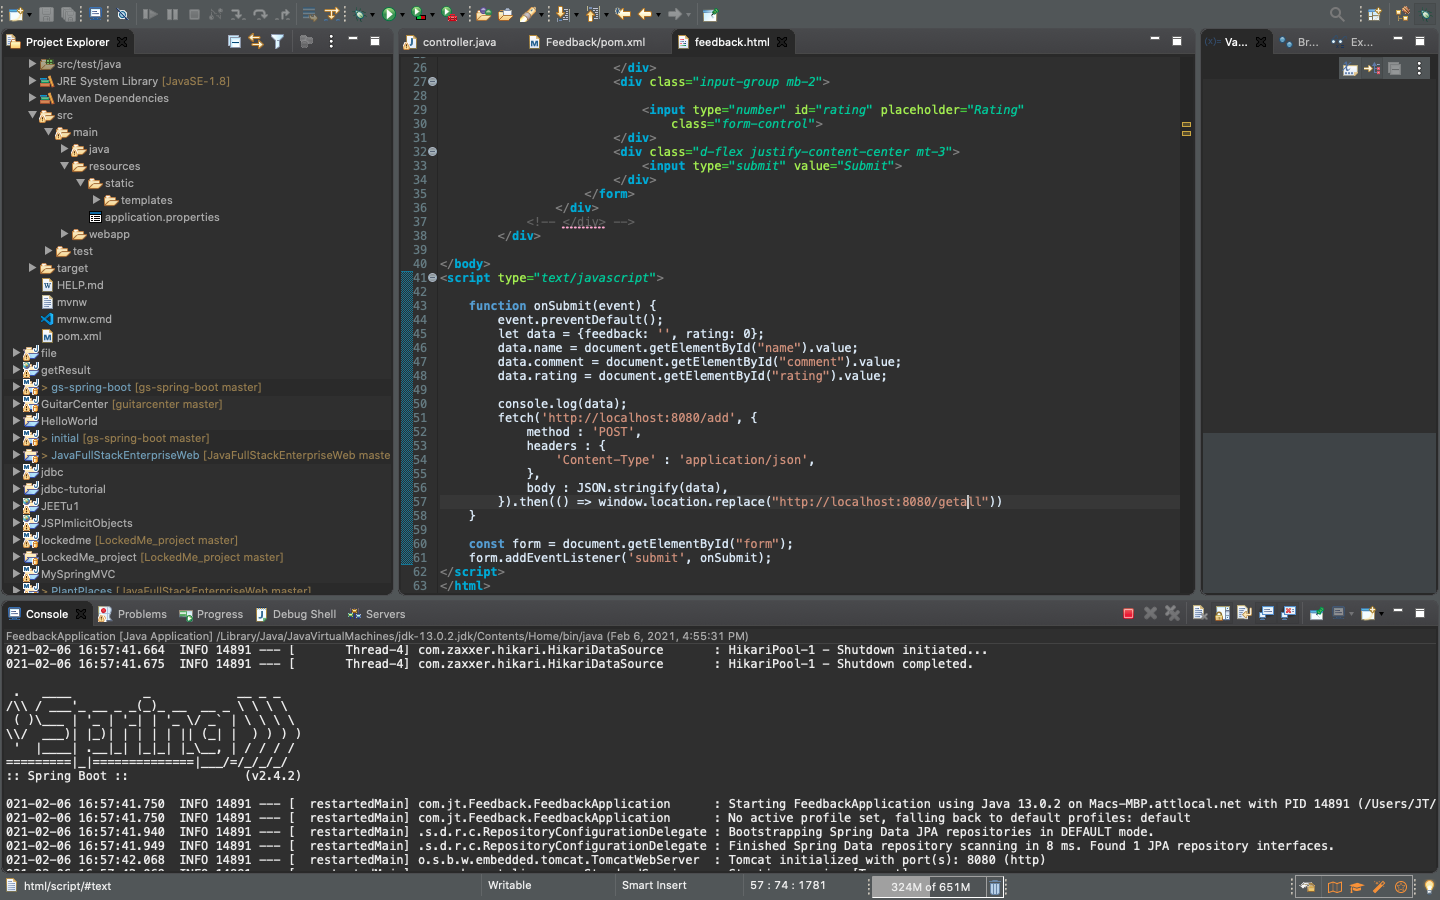 Project Explorer
src/test/java
JRE System Library [JavaSE-1.8]
Maven Dependencies
src
main
java
resources
static
templates
application.properties
webapp
test
target
HELP.md
mvnw
mvnw.cmd
pom.xml
file
getResult
> gs-spring-boot [gs-spring-boot master]
GuitarCenter [guitarcenter master]
HelloWorld
> initial [gs-spring-boot master]
> JavaFullStackEnterpriseWeb [JavaFullStackEnterpriseWeb maste
jdbc
jdbc-tutorial
JEETu1
JSPImlicitObjects
lockedme [LockedMe_project master]
LockedMe_project [LockedMe_project master]
MySpringMVC
> PlantPlaces [JavaFullStackEnterpriseWeb master]
controller.java
Feedback/pom.xml
feedback.html
26 </div>
27 <div class="input-group mb-2">
28
29 <input type="number" id="rating" placeholder="Rating"
30 class="form-control">
31 </div>
32 <div class="d-flex justify-content-center mt-3">
33 <input type="submit" value="Submit">
34 </div>
35 </form>
36 </div>
37 <!-- </div> -->
38 </div>
39
40 </body>
41 <script type="text/javascript">
42
43 function onSubmit(event) {
44 event.preventDefault();
45 let data = {feedback: '', rating: 0};
46 data.name = document.getElementById("name").value;
47 data.comment = document.getElementById("comment").value;
48 data.rating = document.getElementById("rating").value;
49
50 console.log(data);
51 fetch('http://localhost:8080/add', {
52 method : 'POST',
53 headers : {
54 'Content-Type' : 'application/json',
55 },
56 body : JSON.stringify(data),
57 }).then(() => window.location.replace("http://localhost:8080/getall"))
58 }
59
60 const form = document.getElementById("form");
61 form.addEventListener('submit', onSubmit);
62 </script>
63 </html>
(x)= Va...
Br...
Ex...
Console
Problems
Progress
Debug Shell
Servers
FeedbackApplication [Java Application] /Library/Java/JavaVirtualMachines/jdk-13.0.2.jdk/Contents/Home/bin/java (Feb 6, 2021, 4:55:31 PM)
021-02-06 16:57:41.664 INFO 14891 --- [ Thread-4] com.zaxxer.hikari.HikariDataSource : HikariPool-1 - Shutdown initiated...
021-02-06 16:57:41.675 INFO 14891 --- [ Thread-4] com.zaxxer.hikari.HikariDataSource : HikariPool-1 - Shutdown completed.
  .   ____          _            __ _ _
/\\ / ___'_ __ _ _(_)_ __  __ _ \ \ \ \
 ( )\___ | '_ | '_| | '_ \/ _` | \ \ \ \
\\/  ___)| |_)| | | | | || (_| |  ) ) ) )
 '  |____| .__|_| |_|_| |_\__, | / / / /
=========|_|==============|___/=/_/_/_/
:: Spring Boot :: (v2.4.2)
021-02-06 16:57:41.750 INFO 14891 --- [ restartedMain] com.jt.Feedback.FeedbackApplication : Starting FeedbackApplication using Java 13.0.2 on Macs-MBP.attlocal.net with PID 14891 (/Users/JT/
021-02-06 16:57:41.750 INFO 14891 --- [ restartedMain] com.jt.Feedback.FeedbackApplication : No active profile set, falling back to default profiles: default
021-02-06 16:57:41.940 INFO 14891 --- [ restartedMain] .s.d.r.c.RepositoryConfigurationDelegate : Bootstrapping Spring Data JPA repositories in DEFAULT mode.
021-02-06 16:57:41.949 INFO 14891 --- [ restartedMain] .s.d.r.c.RepositoryConfigurationDelegate : Finished Spring Data repository scanning in 8 ms. Found 1 JPA repository interfaces.
021-02-06 16:57:42.068 INFO 14891 --- [ restartedMain] o.s.b.w.embedded.tomcat.TomcatWebServer : Tomcat initialized with port(s): 8080 (http)
html/script/#text
Writable
Smart Insert
57 : 74 : 1781
324M of 651M